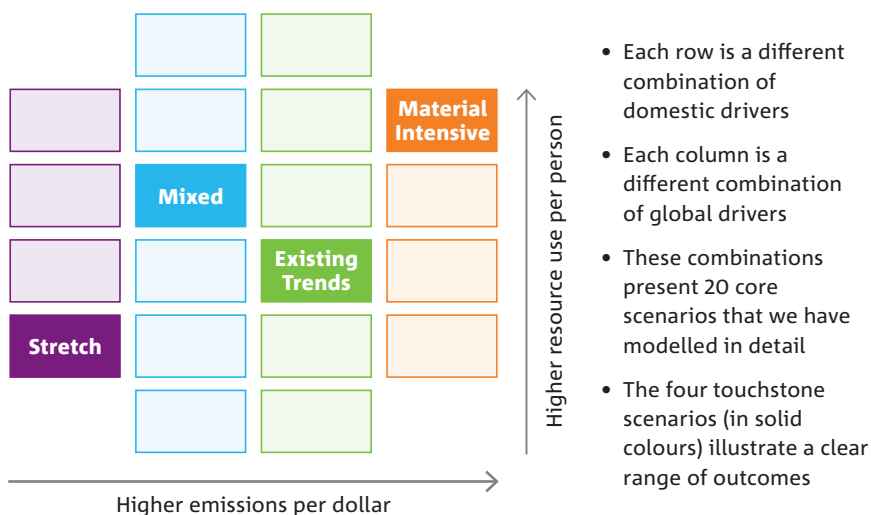 Material
Intensive
Mixed
Existing
Trends
Stretch
Higher emissions per dollar
Higher resource use per person
• Each row is a different
combination of
domestic drivers
• Each column is a
different combination
of global drivers
• These combinations
present 20 core
scenarios that we have
modelled in detail
• The four touchstone
scenarios (in solid
colours) illustrate a clear
range of outcomes